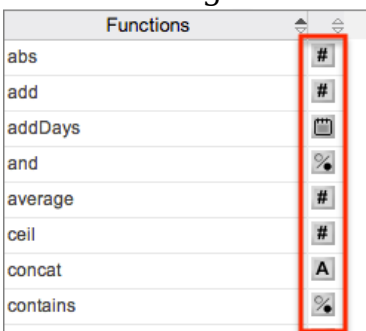 Functions
abs #
add #
addDays
and
average #
ceil #
concat A
contains